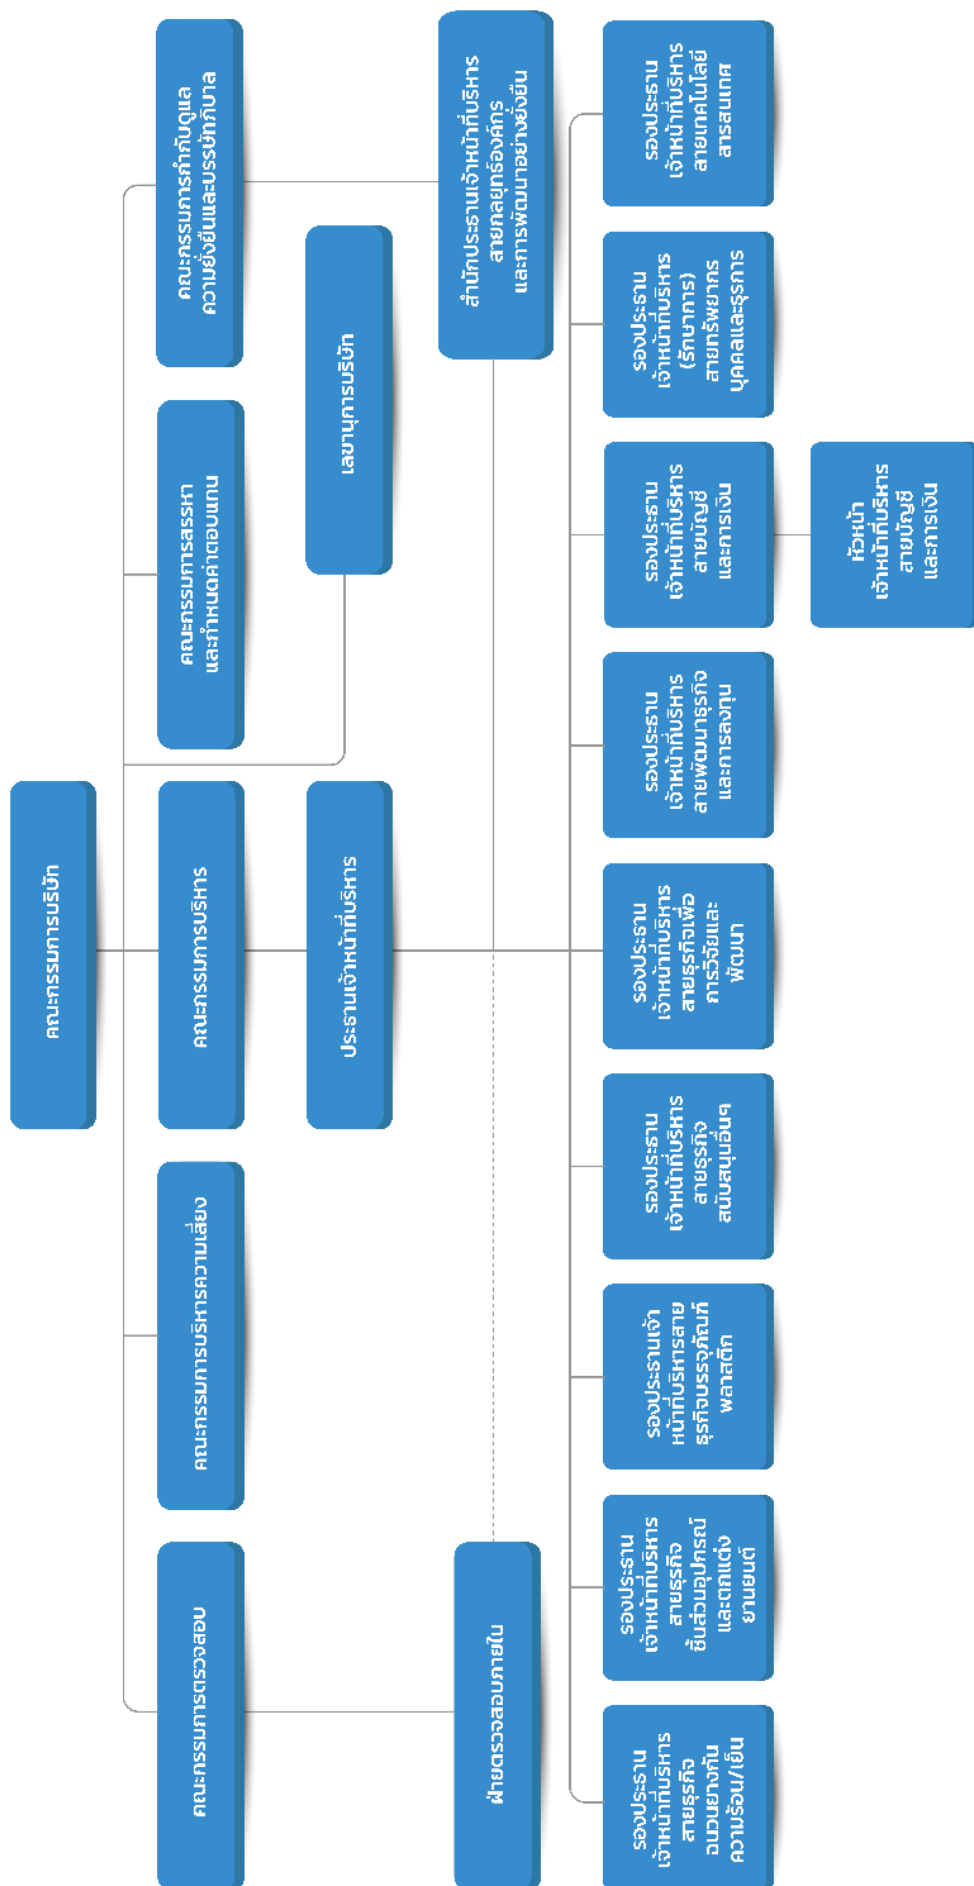 คณะกรรมการบริษัท
คณะกรรมการตรวจสอบ
คณะกรรมการบริหารความเสี่ยง
คณะกรรมการบริหาร
คณะกรรมการสรรหา
และกำหนดค่าตอบแทน
คณะกรรมการกำกับดูแล
ความยั่งยืนและบรรษัทภิบาล
ประธานเจ้าหน้าที่บริหาร
เลขานุการบริษัท
ฝ่ายตรวจสอบภายใน
สำนักประธานเจ้าหน้าที่บริหาร
สายกลยุทธ์องค์กร
และการพัฒนาอย่างยั่งยืน
รองประธาน
เจ้าหน้าที่บริหาร
สายธุรกิจ
ฉนวนยางกัน
ความร้อน/เย็น
รองประธาน
เจ้าหน้าที่บริหาร
สายธุรกิจ
ชิ้นส่วนอุปกรณ์
และตกแต่ง
ยานยนต์
รองประธานเจ้า
หน้าที่บริหารสาย
ธุรกิจบรรจุภัณฑ์
พลาสติก
รองประธาน
เจ้าหน้าที่บริหาร
สายธุรกิจ
สนับสนุนอื่นๆ
รองประธาน
เจ้าหน้าที่บริหาร
สายธุรกิจเพื่อ
การวิจัยและ
พัฒนา
รองประธาน
เจ้าหน้าที่บริหาร
สายพัฒนาธุรกิจ
และการลงทุน
รองประธาน
เจ้าหน้าที่บริหาร
สายบัญชี
และการเงิน
รองประธาน
เจ้าหน้าที่บริหาร
(รักษาการ)
สายทรัพยากร
บุคคลและธุรการ
รองประธาน
เจ้าหน้าที่บริหาร
สายเทคโนโลยี
สารสนเทศ
หัวหน้า
เจ้าหน้าที่บริหาร
สายบัญชี
และการเงิน